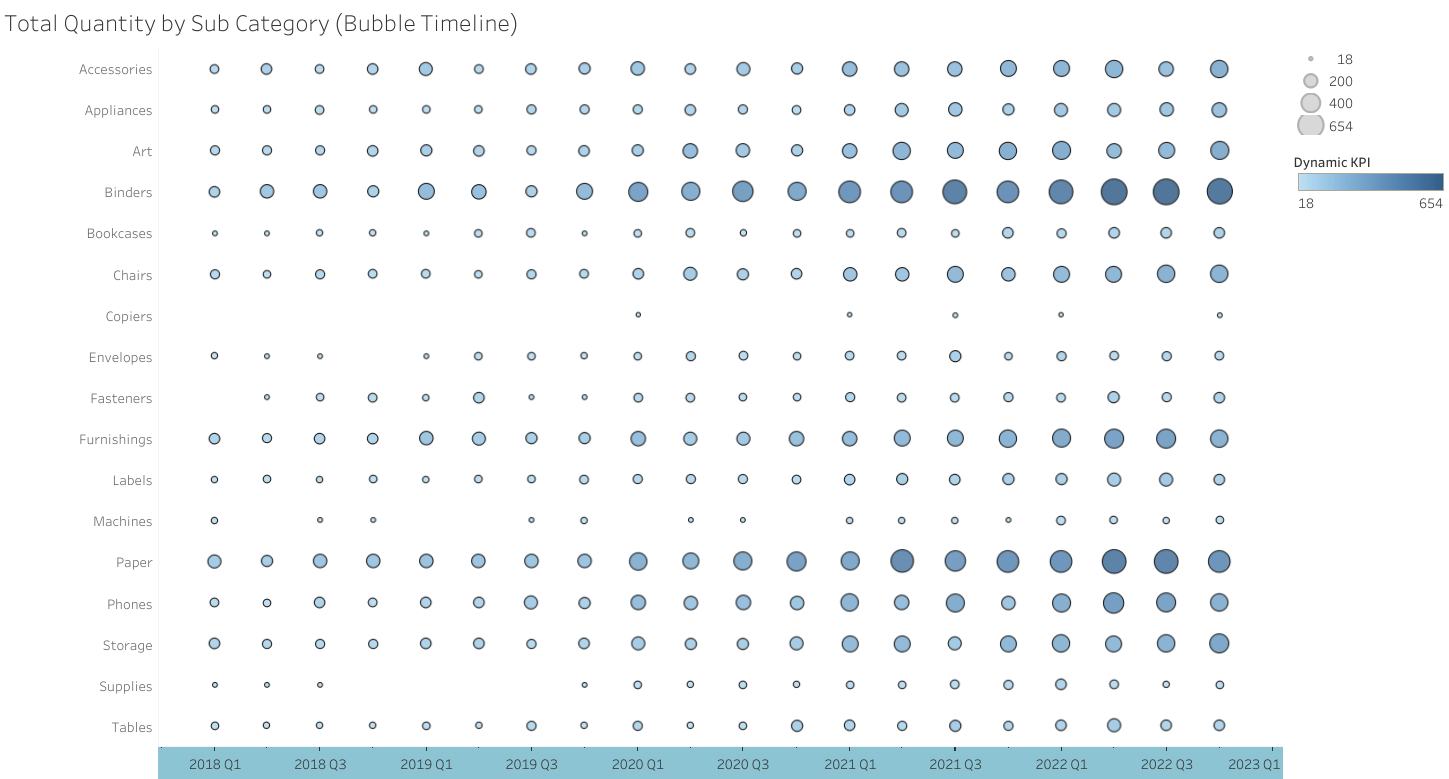 Total Quantity by Sub Category (Bubble Timeline)
Accessories
Appliances
Art
Binders
Bookcases
Chairs
Copiers
Envelopes
Fasteners
Furnishings
Labels
Machines
Paper
Phones
Storage
Supplies
Tables
2018 Q1 2018 Q3 2019 Q1 2019 Q3 2020 Q1 2020 Q3 2021 Q1 2021 Q3 2022 Q1 2022 Q3 2023 Q1
18
200
400
654
Dynamic KPI
18 654